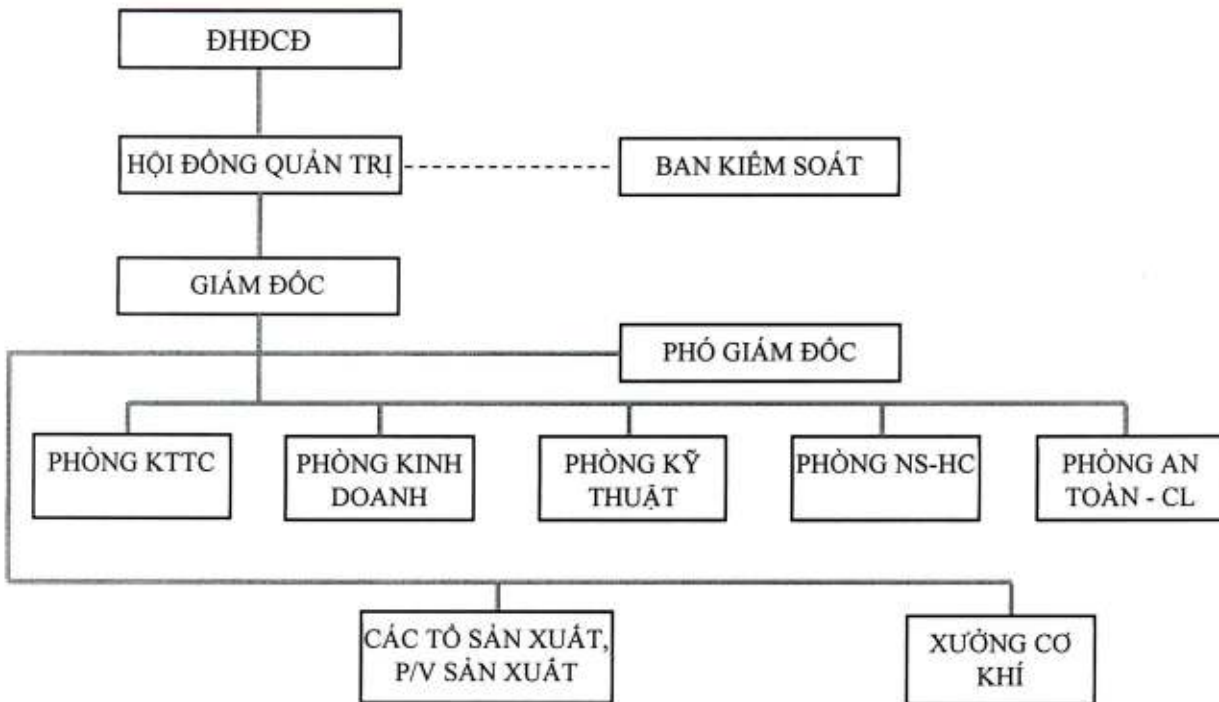 ĐHĐCĐ
HỘI ĐỒNG QUẢN TRỊ
BAN KIỂM SOÁT
GIÁM ĐỐC
PHÓ GIÁM ĐỐC
PHÒNG KTTC
PHÒNG KINH
DOANH
PHÒNG KỸ
THUẬT
PHÒNG NS-HC
PHÒNG AN
TOÀN - CL
CÁC TỔ SẢN XUẤT,
P/V SẢN XUẤT
XƯỞNG CƠ
KHÍ